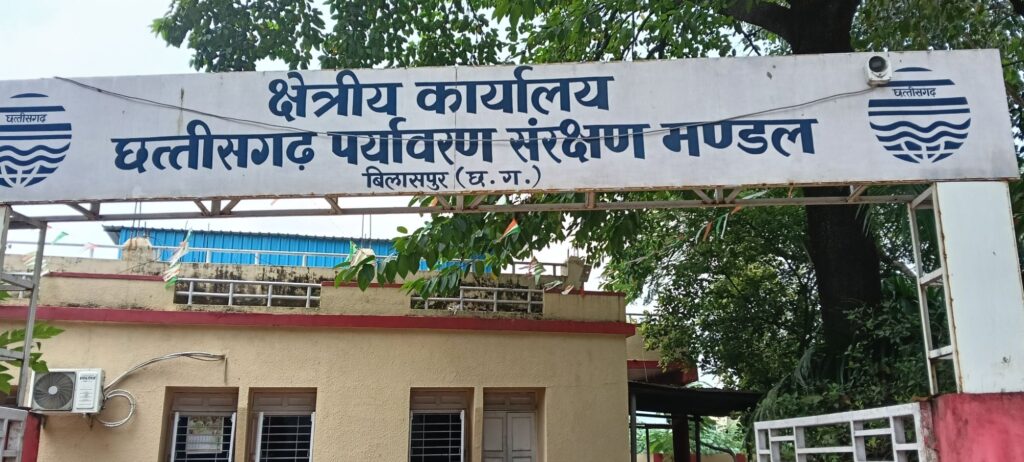 क्षेत्रीय कार्यालय
छत्तीसगढ़ पर्यावरण संरक्षण मण्डल
बिलासपुर (छ. ग.)
छत्तीसगढ़
छत्तीसगढ़